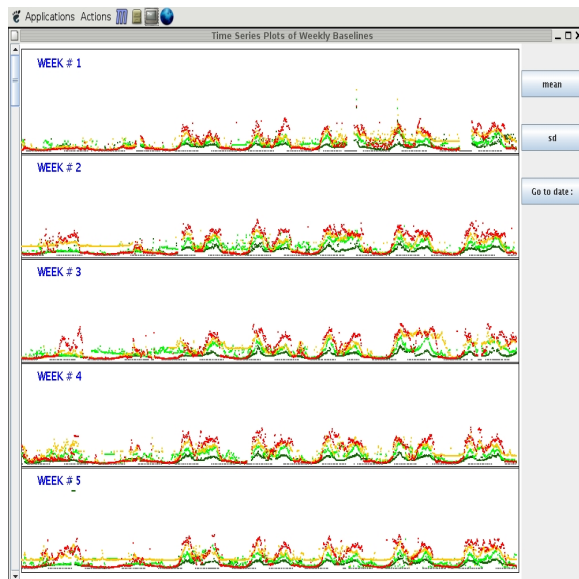 Applications Actions
Time Series Plots of Weekly Baselines
WEEK # 1
mean
sd
Go to date :
WEEK # 2
WEEK # 3
WEEK # 4
WEEK # 5